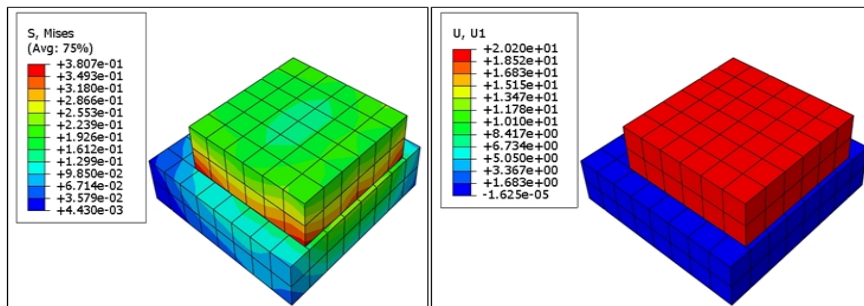 S, Mises
(Avg: 75%)
+3.807e-01
+3.493e-01
+3.180e-01
+2.866e-01
+2.553e-01
+2.239e-01
+1.926e-01
+1.612e-01
+1.299e-01
+9.850e-02
+6.714e-02
+3.579e-02
+4.430e-03
U, U1
+2.020e+01
+1.852e+01
+1.683e+01
+1.515e+01
+1.347e+01
+1.178e+01
+1.010e+01
+8.417e+00
+6.734e+00
+5.050e+00
+3.367e+00
+1.683e+00
-1.625e-05